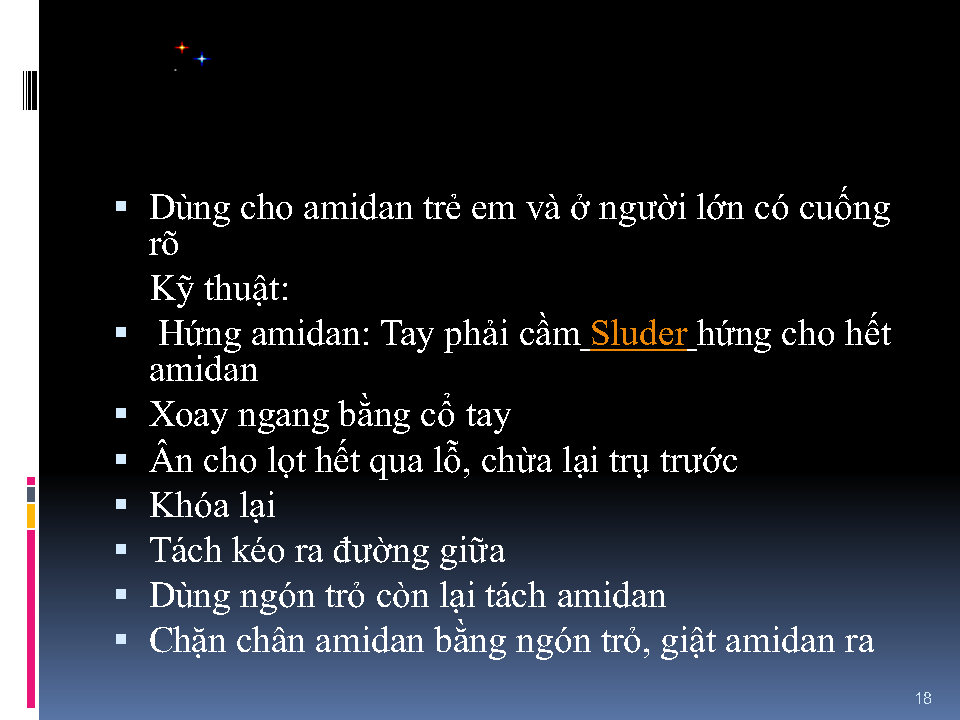 Dùng cho amidan trẻ em và ở người lớn có cuống
rõ
Kỹ thuật:
Hứng amidan: Tay phải cầm Sluder hứng cho hết
amidan
Xoay ngang bằng cổ tay
Ân cho lọt hết qua lỗ, chừa lại trụ trước
Khóa lại
Tách kéo ra đường giữa
Dùng ngón trỏ còn lại tách amidan
Chặn chân amidan bằng ngón trỏ, giật amidan ra
18